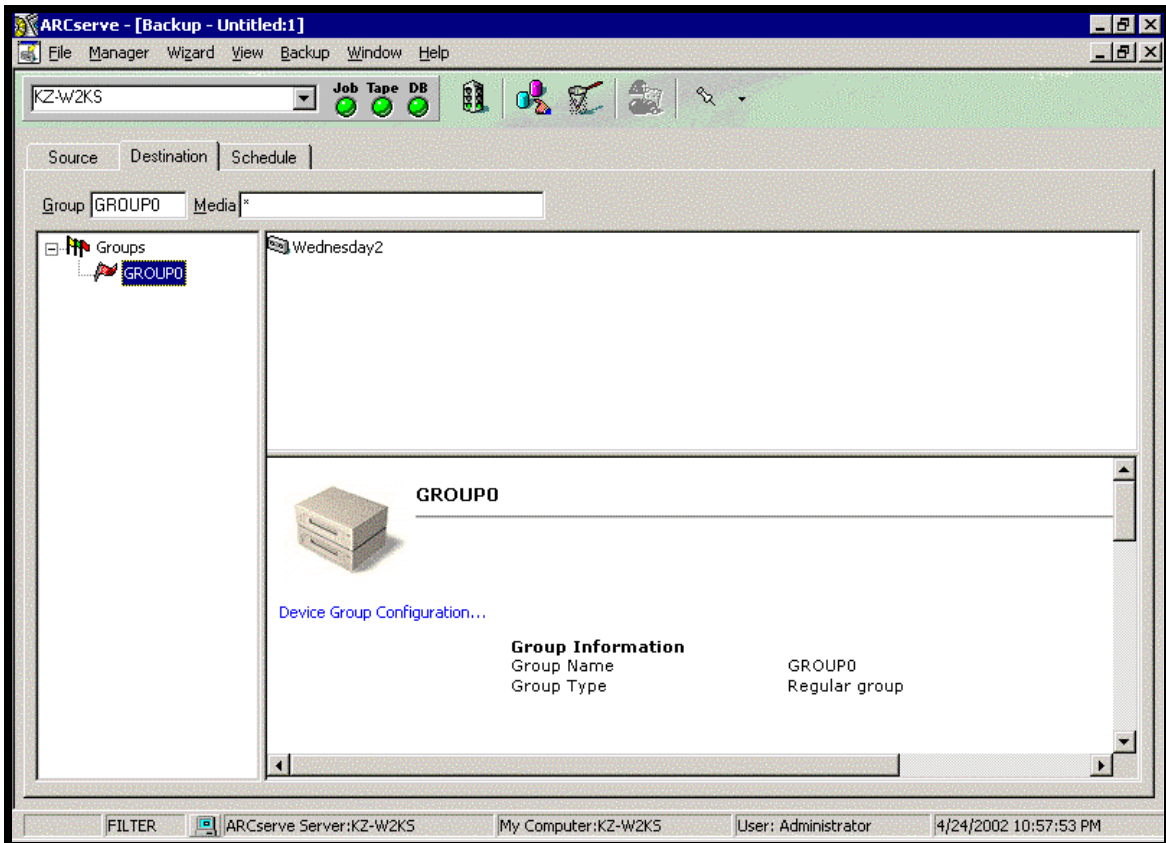 ARCserve - [Backup - Untitled:1]
File Manager Wizard View Backup Window Help
KZ-W2KS Job Tape DB
Source Destination Schedule
Group GROUP0 Media *
Groups
GROUP0
Wednesday2
GROUP0
Device Group Configuration...
Group Information
Group Name GROUP0
Group Type Regular group
FILTER ARCserve Server:KZ-W2KS My Computer:KZ-W2KS User: Administrator 4/24/2002 10:57:53 PM